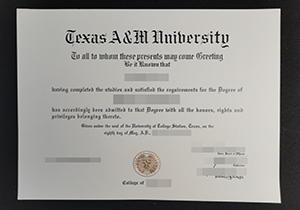 Texas A&M University
To all to whom these presents may come Greeting
Be it Known that
having completed the studies and satisfied the requirements for the Degree of
has accordingly been admitted to that Degree with all the honors, rights and
privileges belonging thereto.
Given under the seal of the University at College Station, Texas, on the
eighth day of May, A.D.,
College of